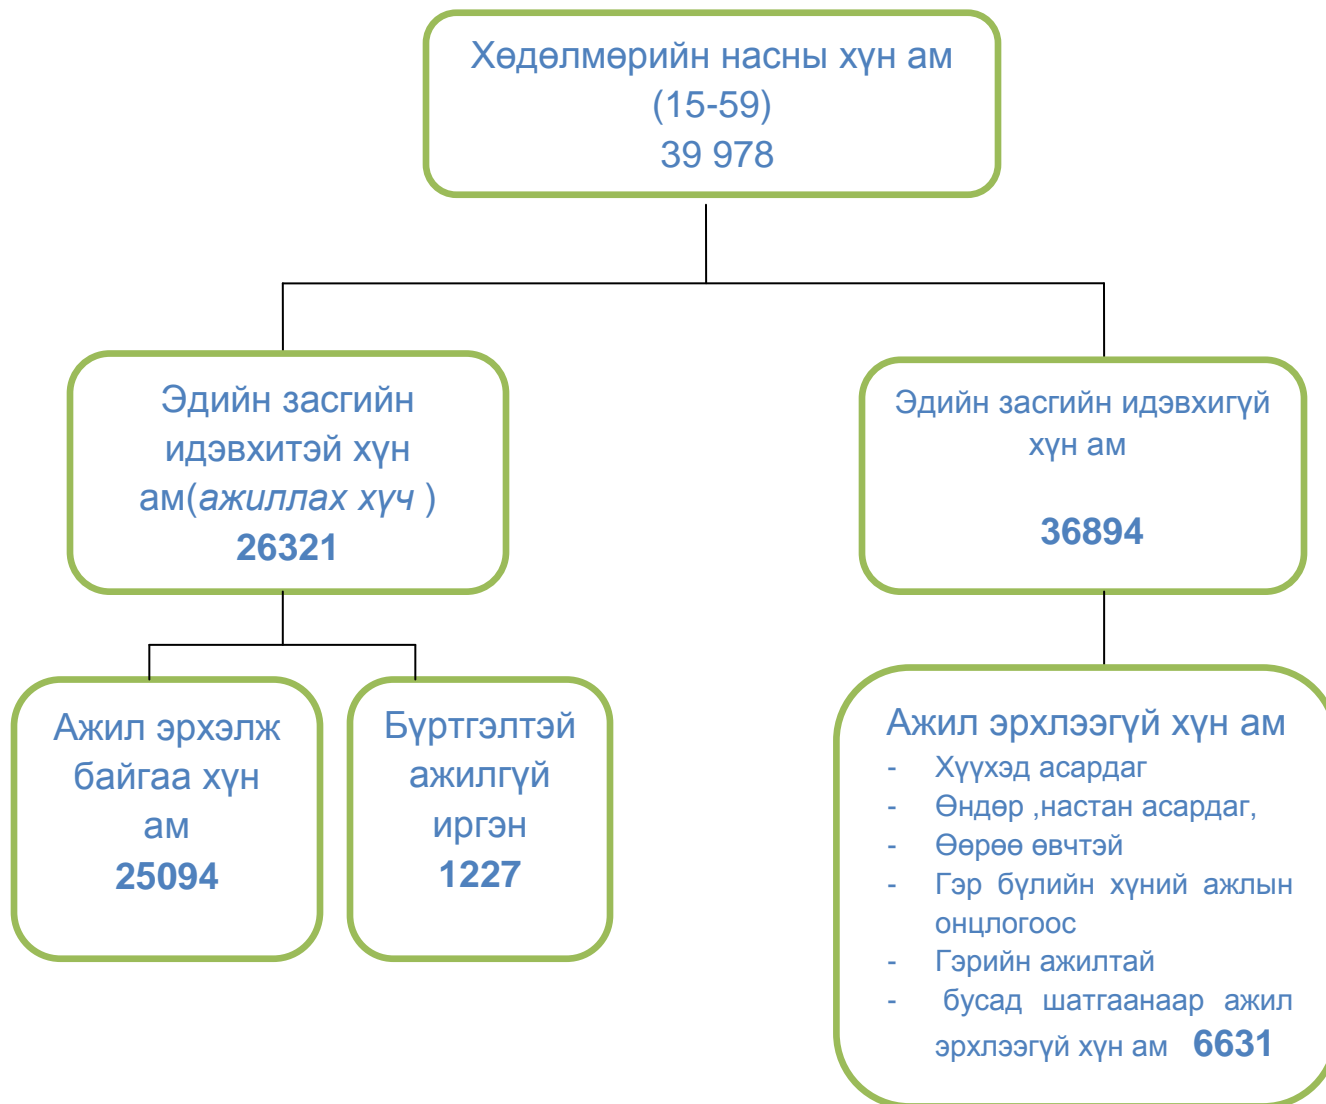 Хөдөлмөрийн насны хүн ам
(15-59)
39 978
Эдийн засгийн
идэвхитэй хүн
ам(ажиллах хүч )
26321
Эдийн засгийн идэвхигүй
хүн ам
36894
Ажил эрхэлж
байгаа хүн
ам
25094
Бүртгэлтэй
ажилгүй
иргэн
1227
Ажил эрхлээгүй хүн ам
- Хүүхэд асардаг
- Өндөр ,настан асардаг,
- Өөрөө өвчтэй
- Гэр бүлийн хүний ажлын
онцлогоос
- Гэрийн ажилтай
- бусад шатгаанаар ажил
эрхлээгүй хүн ам 6631